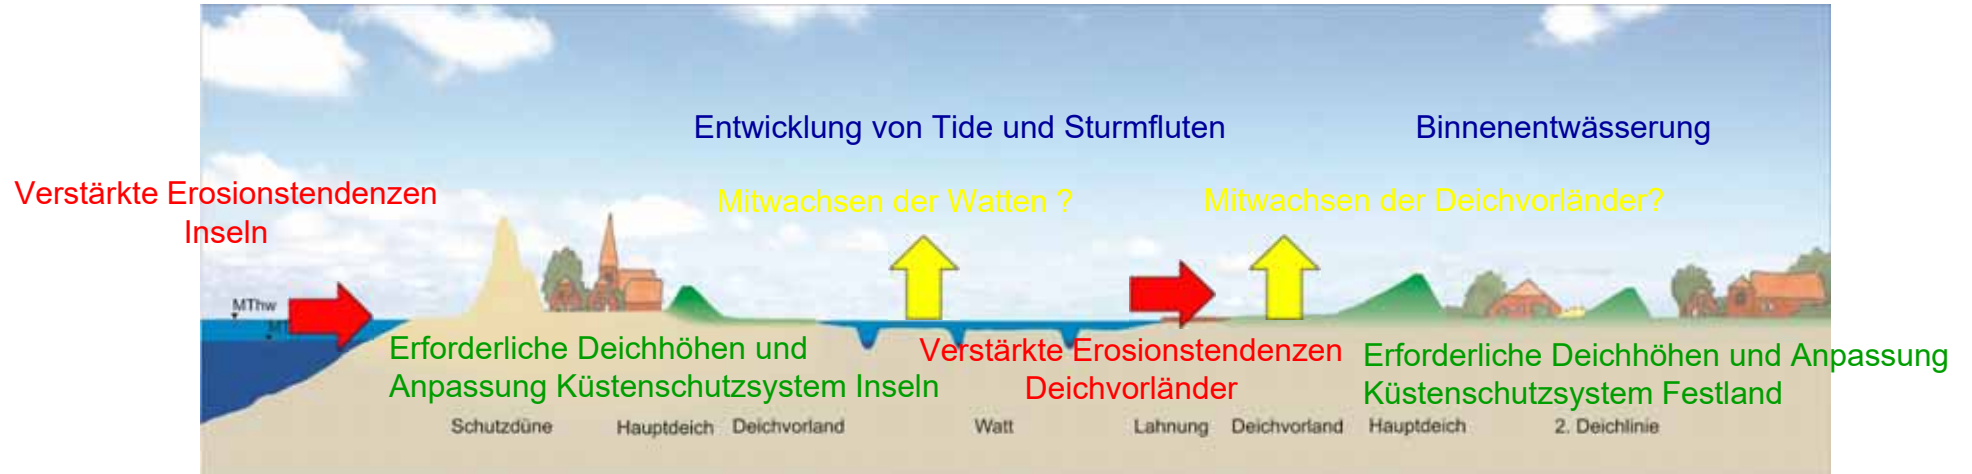 Entwicklung von Tide und Sturmfluten
Binnenentwässerung
Verstärkte Erosionstendenzen
Inseln
Mitwachsen der Watten ?
Mitwachsen der Deichvorländer?
MThw
Erforderliche Deichhöhen und
Anpassung Küstenschutzsystem Inseln
Verstärkte Erosionstendenzen
Deichvorländer
Erforderliche Deichhöhen und Anpassung
Küstenschutzsystem Festland
Schutzdüne
Hauptdeich
Deichvorland
Watt
Lahnung
Deichvorland
Hauptdeich
2. Deichlinie